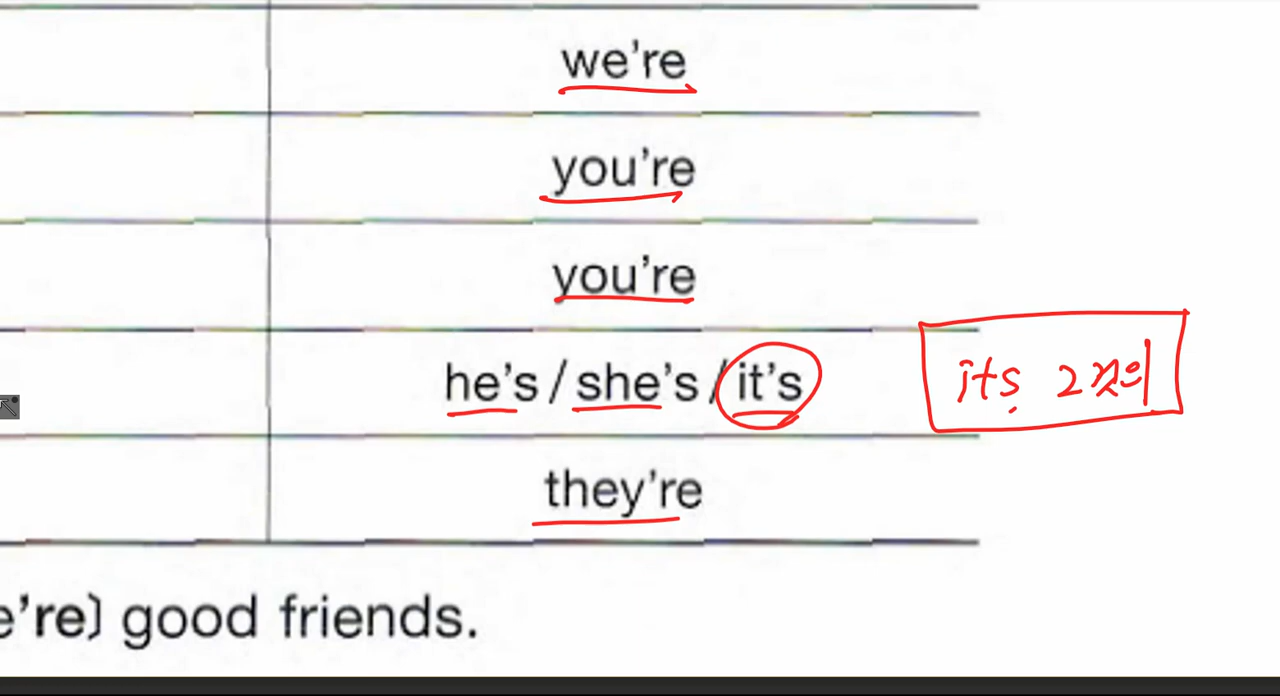 we're
you're
you're
he's / she's / it's
its 그것의
they're
e're) good friends.